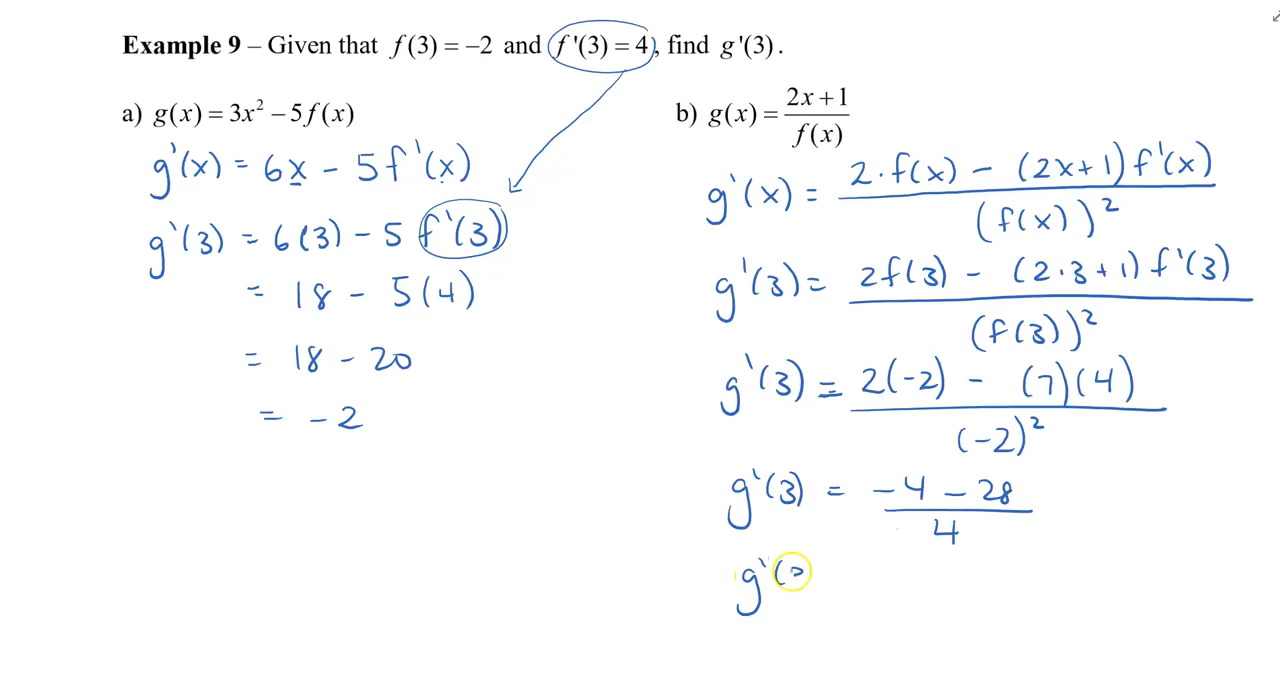 Example 9 – Given that f(3) = –2 and f '(3) = 4, find g '(3).
a) g(x) = 3x² – 5f(x)
g'(x) = 6x – 5f'(x)
g'(3) = 6(3) – 5 f'(3)
= 18 – 5(4)
= 18 – 20
= –2
b) g(x) = (2x + 1)/f(x)
g'(x) = (2·f(x) – (2x+1)f'(x))/(f(x))²
g'(3) = (2f(3) – (2·3+1)f'(3))/(f(3))²
g'(3) = (2(-2) – (7)(4))/(-2)²
g'(3) = (-4 – 28)/4
g'(